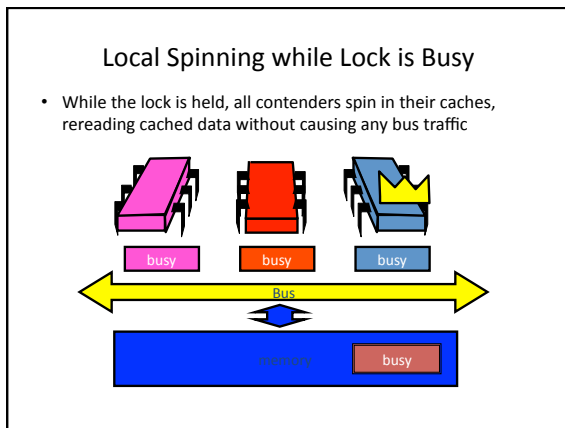 Local Spinning while Lock is Busy
• While the lock is held, all contenders spin in their caches,
rereading cached data without causing any bus traffic
busy busy busy
Bus
memory busy